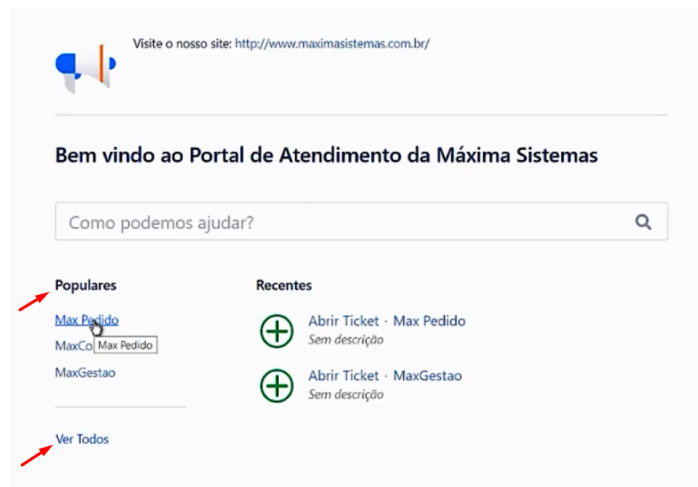 Visite o nosso site: http://www.maximasistemas.com.br/
Bem vindo ao Portal de Atendimento da Máxima Sistemas
Como podemos ajudar?
Populares
Max Pedido
MaxCo
Max Pedido
MaxGestao
Ver Todos
Recentes
Abrir Ticket · Max Pedido
Sem descrição
Abrir Ticket · MaxGestao
Sem descrição